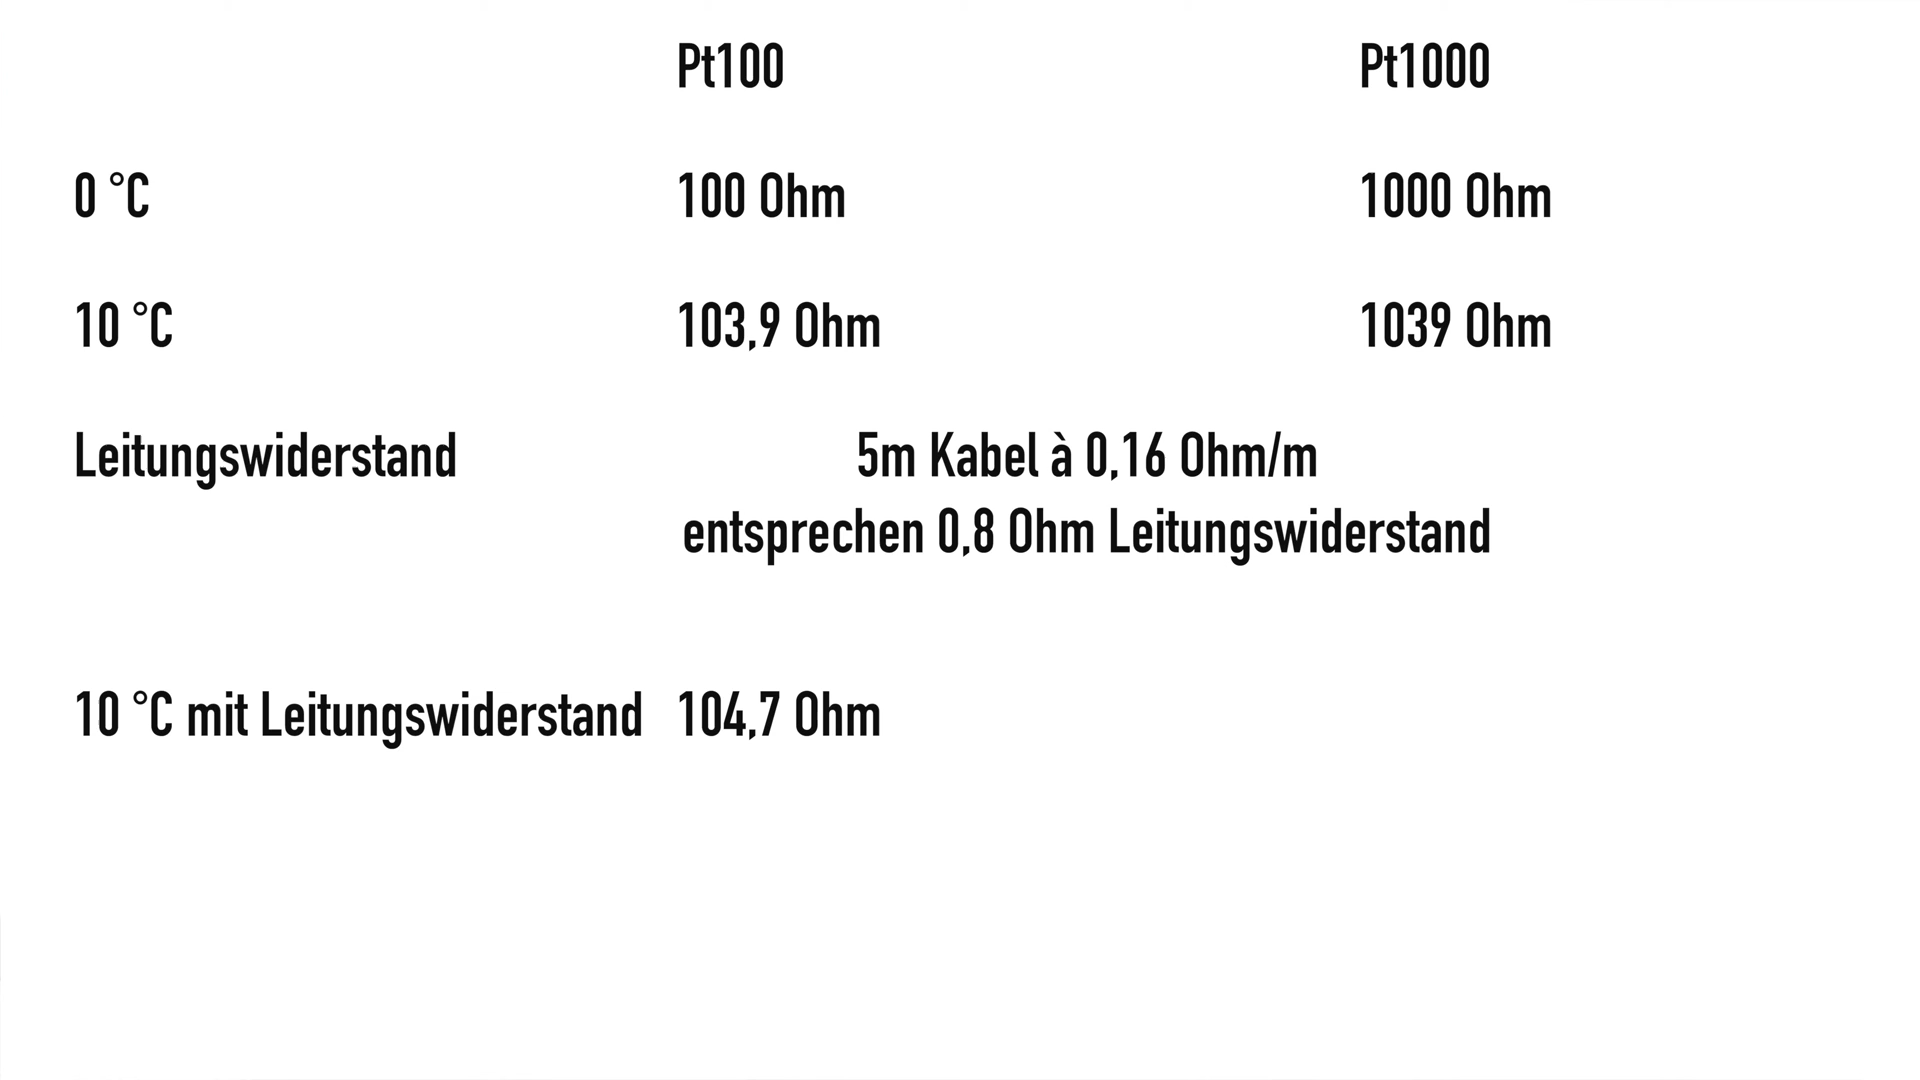 Pt100 Pt1000
0 °C 100 Ohm 1000 Ohm
10 °C 103,9 Ohm 1039 Ohm
Leitungswiderstand 5m Kabel à 0,16 Ohm/m
entsprechen 0,8 Ohm Leitungswiderstand
10 °C mit Leitungswiderstand 104,7 Ohm